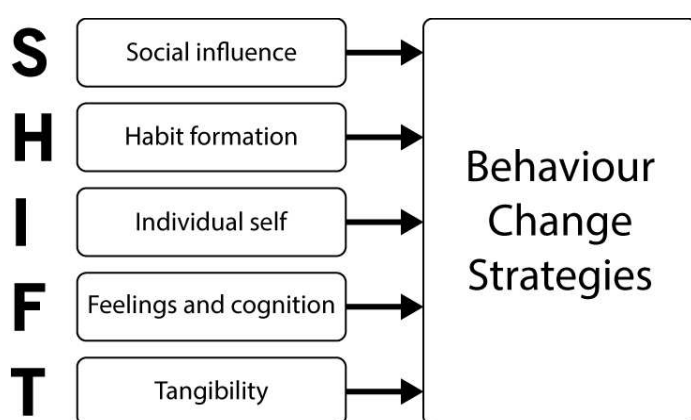 S Social influence
H Habit formation
I Individual self
F Feelings and cognition
T Tangibility
Behaviour
Change
Strategies